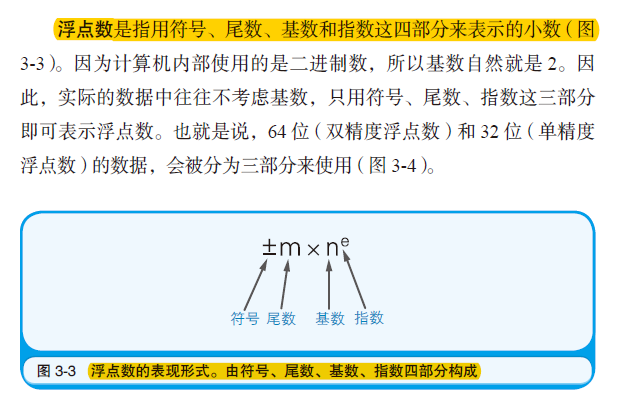 浮点数是指用符号、尾数、基数和指数这四部分来表示的小数（图
3-3）。因为计算机内部使用的是二进制数，所以基数自然就是 2。因
此，实际的数据中往往不考虑基数，只用符号、尾数、指数这三部分
即可表示浮点数。也就是说，64 位（双精度浮点数）和 32 位（单精度
浮点数）的数据，会被分为三部分来使用（图 3-4）。
±m × nᵉ
符号 尾数 基数 指数
图 3-3 浮点数的表现形式。由符号、尾数、基数、指数四部分构成